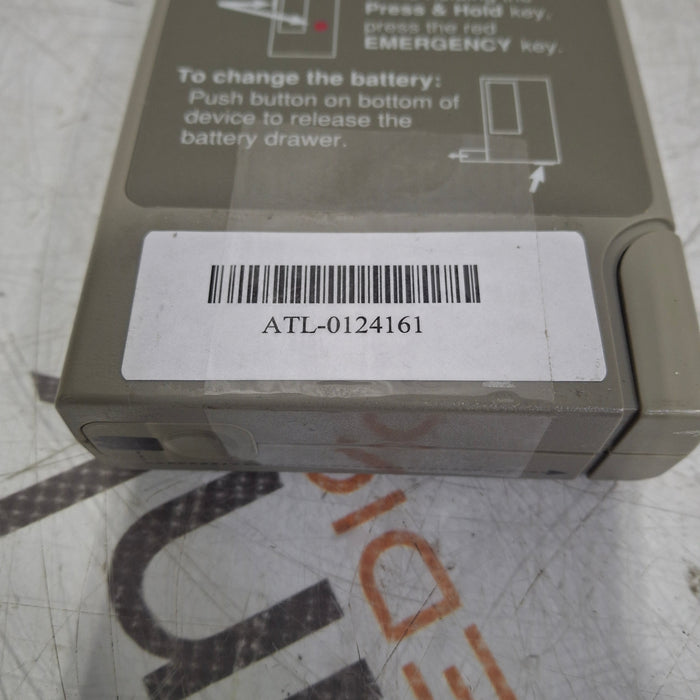 Press & Hold key,
press the red
EMERGENCY key.
To change the battery:
Push button on bottom of
device to release the
battery drawer.
ATL-0124161